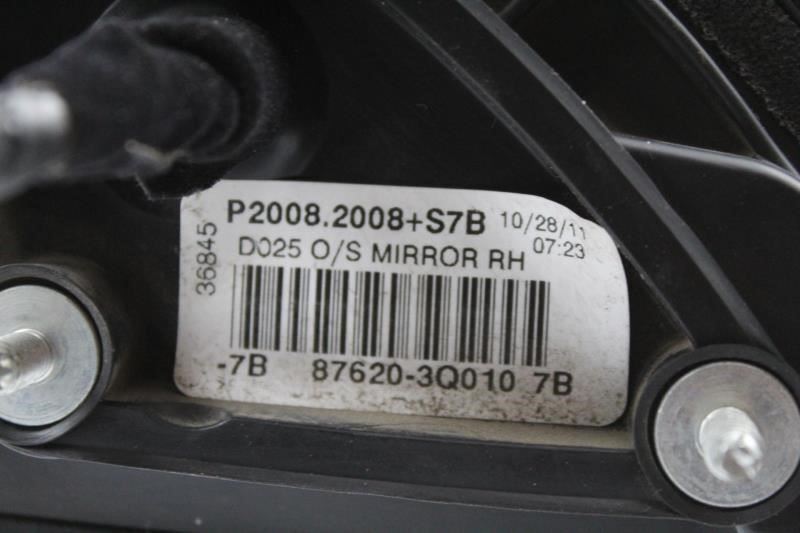 P2008.2008+S7B 10/28/11
07:23
D025 O/S MIRROR RH
36845
-7B 87620-3Q010 7B